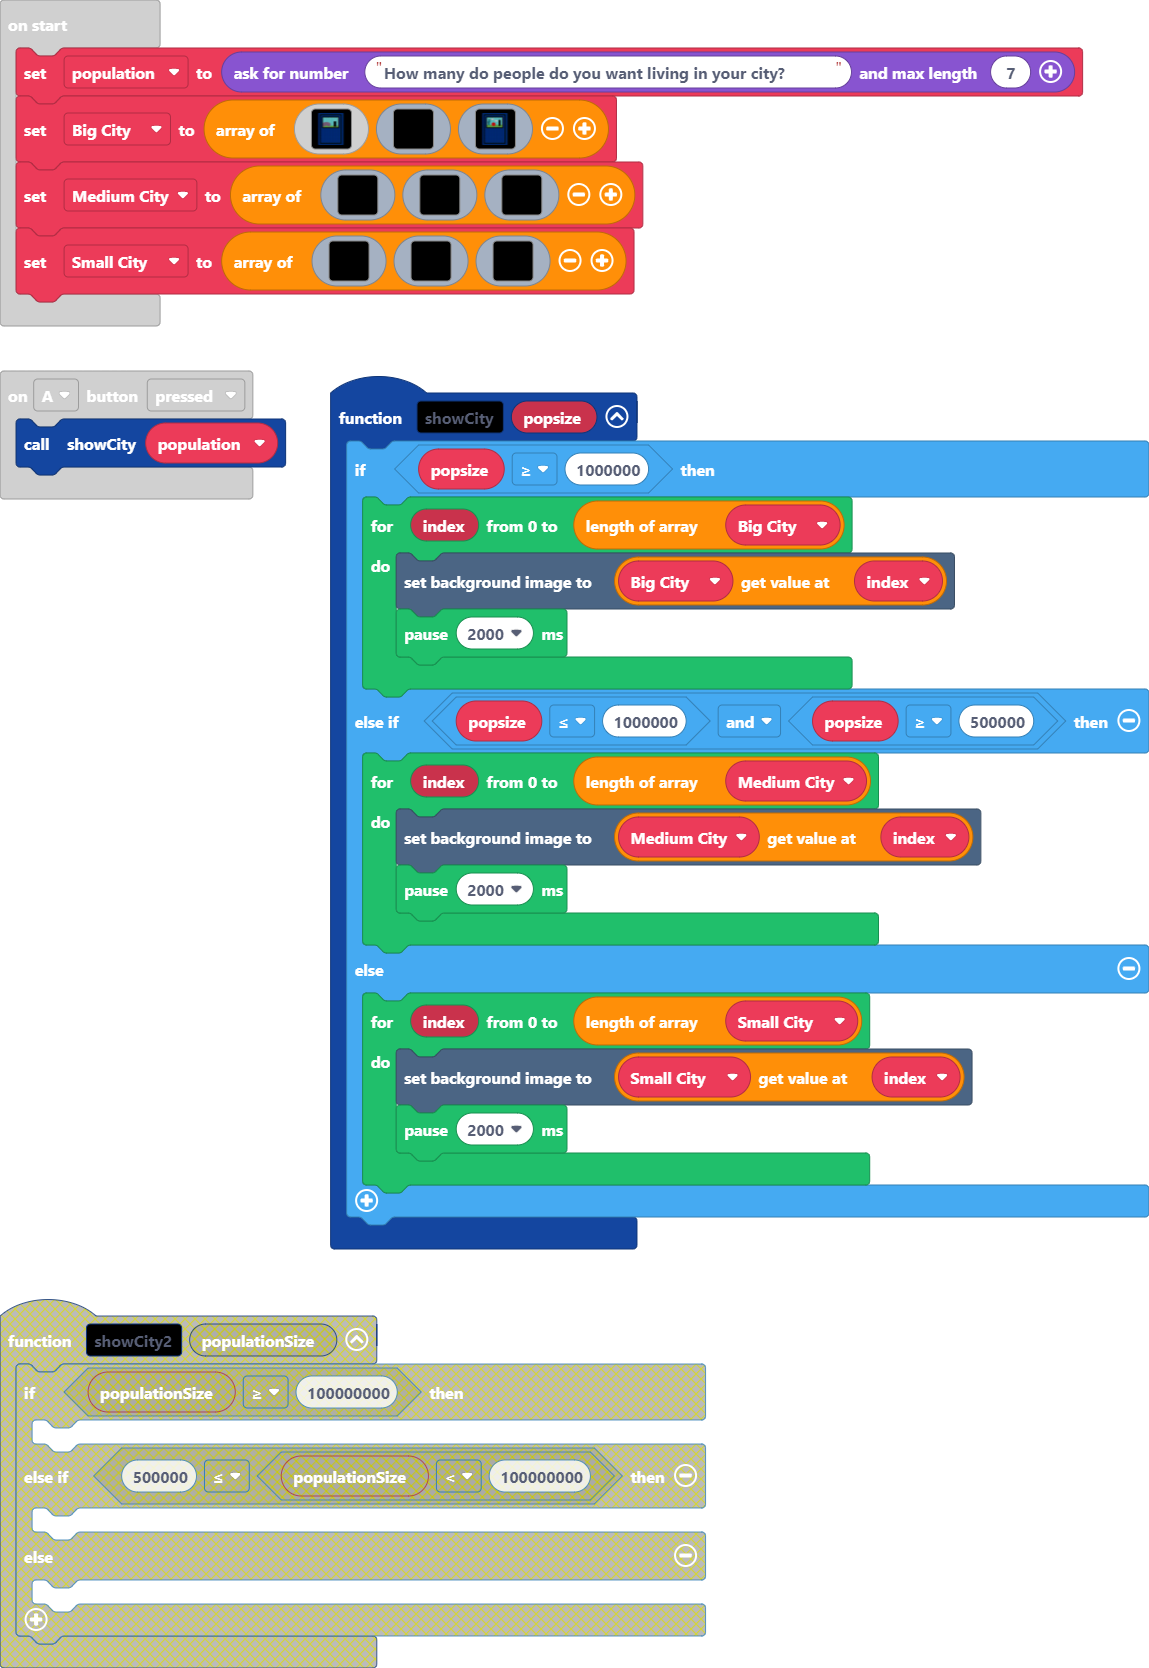 on start
set population to ask for number "How many do people do you want living in your city?" and max length 7
set Big City to array of
set Medium City to array of
set Small City to array of
on A button pressed
call showCity population
function showCity popsize
if popsize ≥ 1000000 then
for index from 0 to length of array Big City
do
set background image to Big City get value at index
pause 2000 ms
else if popsize ≤ 1000000 and popsize ≥ 500000 then
for index from 0 to length of array Medium City
do
set background image to Medium City get value at index
pause 2000 ms
else
for index from 0 to length of array Small City
do
set background image to Small City get value at index
pause 2000 ms
function showCity2 populationSize
if populationSize ≥ 100000000 then
else if 500000 ≤ populationSize < 100000000 then
else